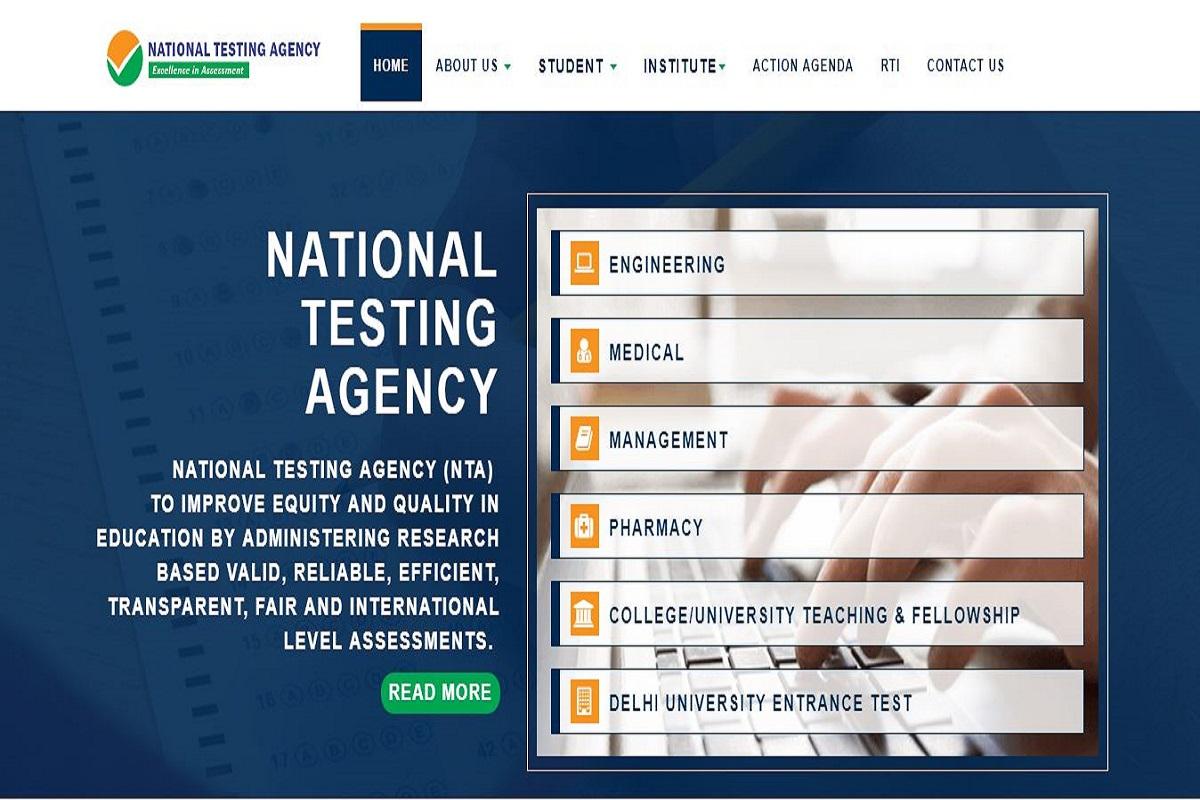 NATIONAL TESTING AGENCY
Excellence in Assessment
HOME ABOUT US STUDENT INSTITUTE ACTION AGENDA RTI CONTACT US
NATIONAL
TESTING
AGENCY
NATIONAL TESTING AGENCY (NTA)
TO IMPROVE EQUITY AND QUALITY IN
EDUCATION BY ADMINISTERING RESEARCH
BASED VALID, RELIABLE, EFFICIENT,
TRANSPARENT, FAIR AND INTERNATIONAL
LEVEL ASSESSMENTS.
READ MORE
ENGINEERING
MEDICAL
MANAGEMENT
PHARMACY
COLLEGE/UNIVERSITY TEACHING & FELLOWSHIP
DELHI UNIVERSITY ENTRANCE TEST